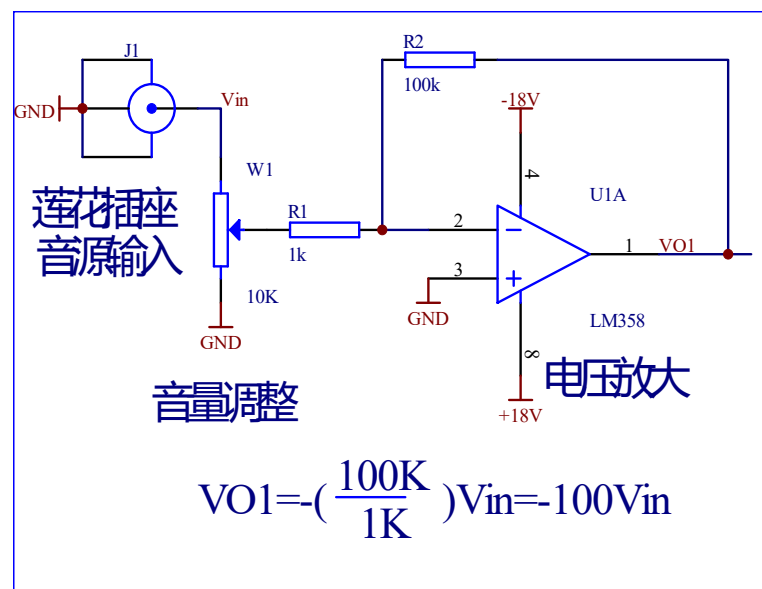 J1
R2
100k
-18V
GND
Vin
4
W1
U1A
莲花插座
音源输入
R1
1k
2
3
1
VO1
10K
GND
GND
LM358
8
音量调整
电压放大
+18V
VO1=-(100K/1K)Vin=-100Vin